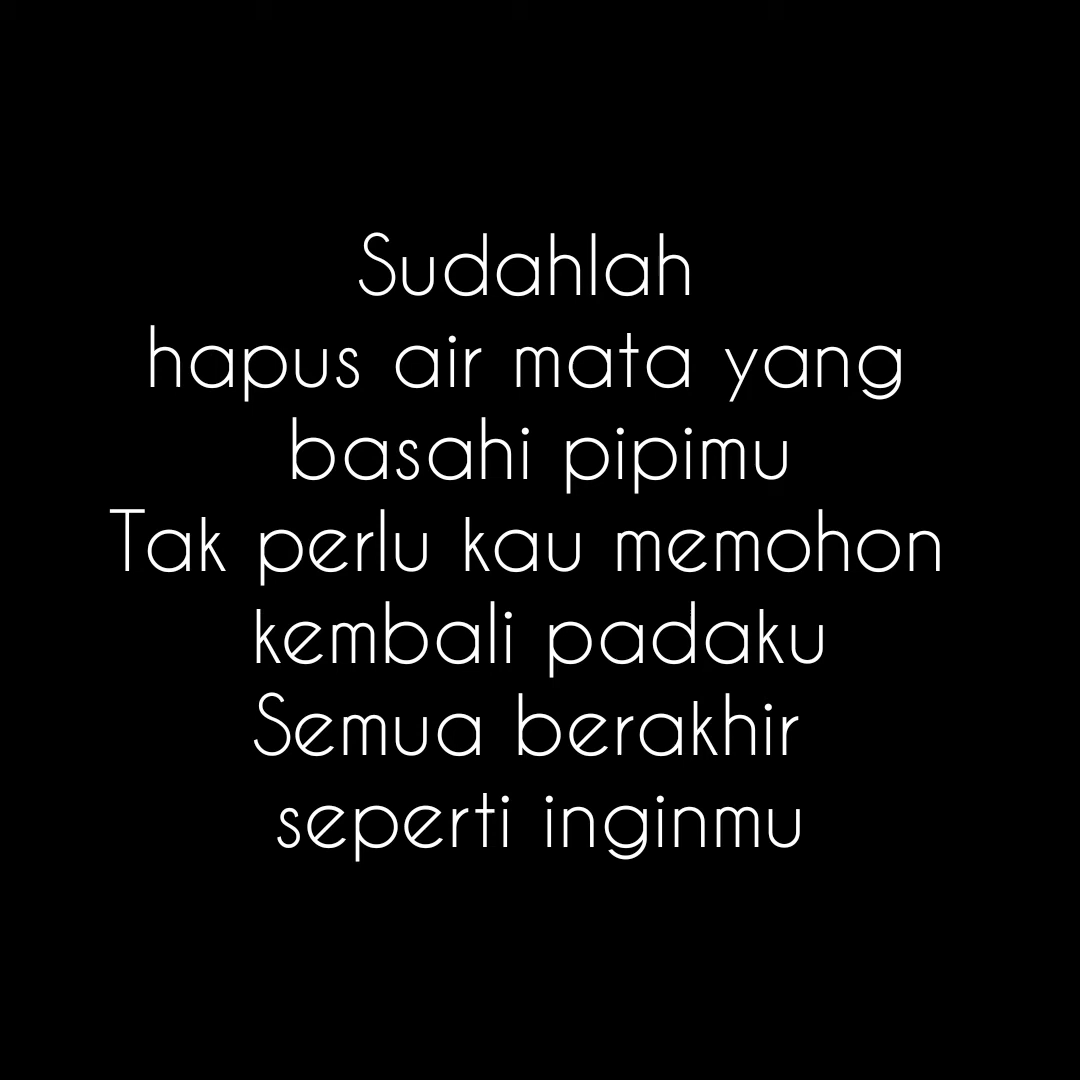 Sudahlah
hapus air mata yang
basahi pipimu
Tak perlu kau memohon
kembali padaku
Semua berakhir
seperti inginmu